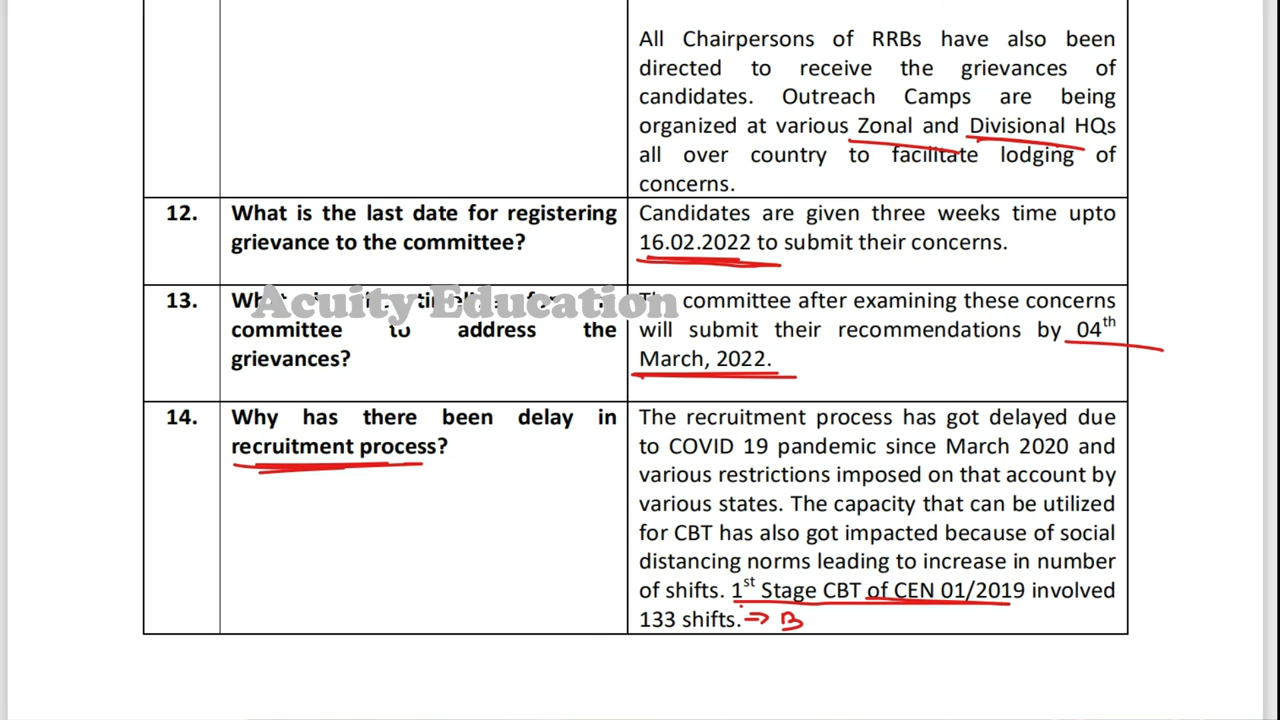 All Chairpersons of RRBs have also been
directed to receive the grievances of
candidates. Outreach Camps are being
organized at various Zonal and Divisional HQs
all over country to facilitate lodging of
concerns.
12.
What is the last date for registering
grievance to the committee?
Candidates are given three weeks time upto
16.02.2022 to submit their concerns.
13.
committee to address the
grievances?
committee after examining these concerns
will submit their recommendations by 04th
March, 2022.
Acuity Education
14.
Why has there been delay in
recruitment process?
The recruitment process has got delayed due
to COVID 19 pandemic since March 2020 and
various restrictions imposed on that account by
various states. The capacity that can be utilized
for CBT has also got impacted because of social
distancing norms leading to increase in number
of shifts. 1st Stage CBT of CEN 01/2019 involved
133 shifts. → B